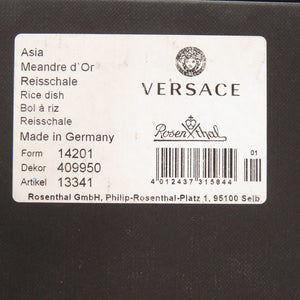 Asia
Meandre d`Or
Reisschale
Rice dish
Bol à riz
Reisschale
Made in Germany
Form 14201
Dekor 409950
Artikel 13341
VERSACE
Rosenthal
01
4 012437 315844
Rosenthal GmbH, Philip-Rosenthal-Platz 1, 95100 Selb